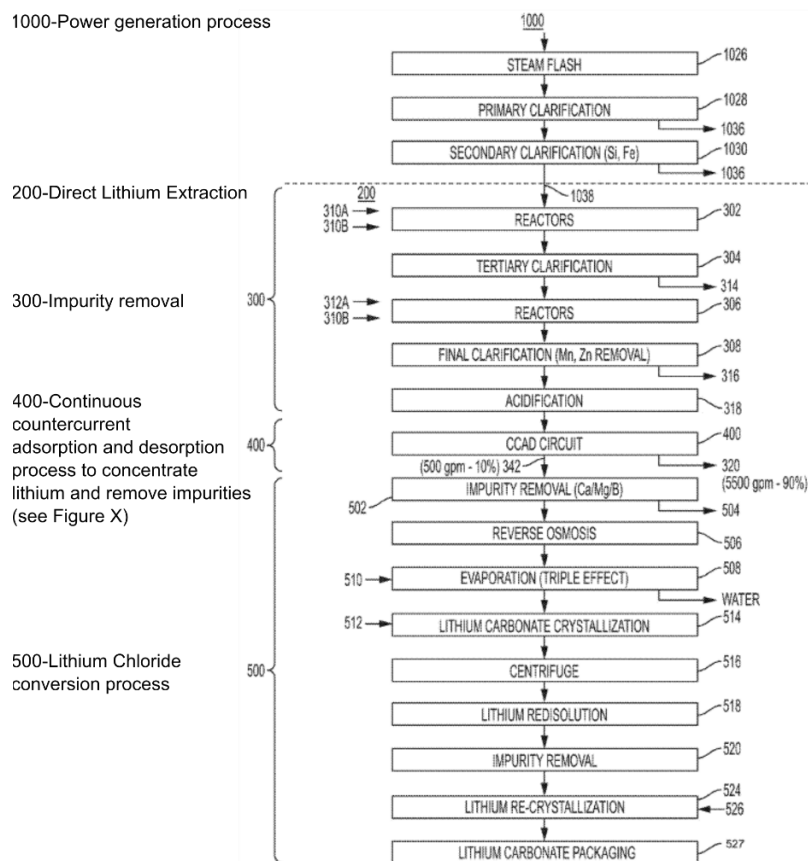 1000-Power generation process
1000
STEAM FLASH
1026
PRIMARY CLARIFICATION
1028
1036
SECONDARY CLARIFICATION (Si, Fe)
1030
1036
200-Direct Lithium Extraction
200
1038
310A
310B
REACTORS
302
TERTIARY CLARIFICATION
304
314
300-Impurity removal
300
312A
310B
REACTORS
306
FINAL CLARIFICATION (Mn, Zn REMOVAL)
308
316
ACIDIFICATION
318
400-Continuous
countercurrent
adsorption and desorption
process to concentrate
lithium and remove impurities
(see Figure X)
400
CCAD CIRCUIT
400
(500 gpm - 10%) 342
320
(5500 gpm - 90%)
IMPURITY REMOVAL (Ca/Mg/B)
502
504
REVERSE OSMOSIS
506
510
EVAPORATION (TRIPLE EFFECT)
508
WATER
512
LITHIUM CARBONATE CRYSTALLIZATION
514
500-Lithium Chloride
conversion process
500
CENTRIFUGE
516
LITHIUM REDISOLUTION
518
IMPURITY REMOVAL
520
LITHIUM RE-CRYSTALLIZATION
524
526
LITHIUM CARBONATE PACKAGING
527